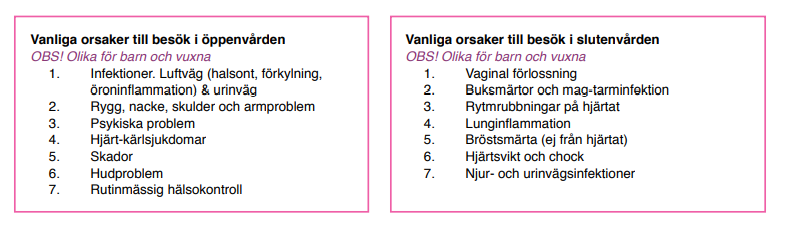 Vanliga orsaker till besök i öppenvården
OBS! Olika för barn och vuxna
1. Infektioner. Luftväg (halsont, förkylning,
öroninflammation) & urinväg
2. Rygg, nacke, skulder och armproblem
3. Psykiska problem
4. Hjärt-kärlsjukdomar
5. Skador
6. Hudproblem
7. Rutinmässig hälsokontroll
Vanliga orsaker till besök i slutenvården
OBS! Olika för barn och vuxna
1. Vaginal förlossning
2. Buksmärtor och mag-tarminfektion
3. Rytmrubbningar på hjärtat
4. Lunginflammation
5. Bröstsmärta (ej från hjärtat)
6. Hjärtsvikt och chock
7. Njur- och urinvägsinfektioner